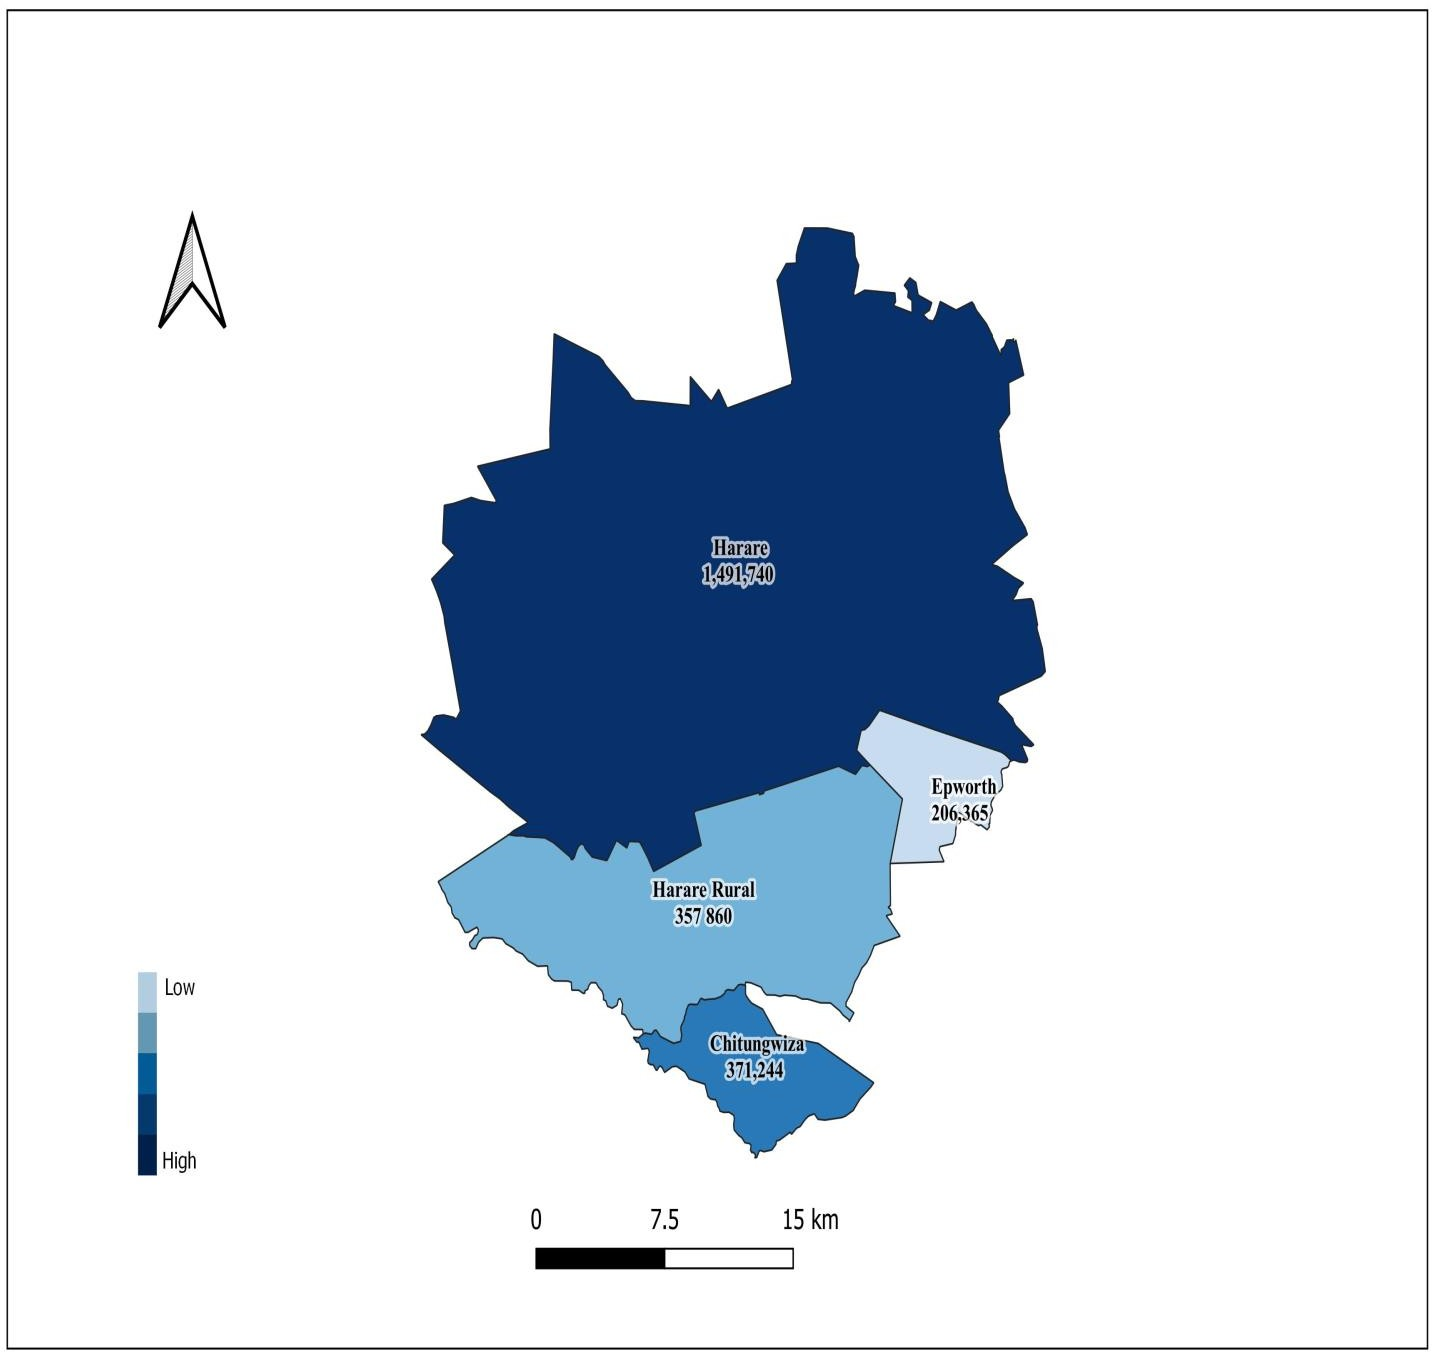 Harare
1,491,740
Epworth
206,365
Harare Rural
357 860
Chitungwiza
371,244
Low
High
0 7.5 15 km